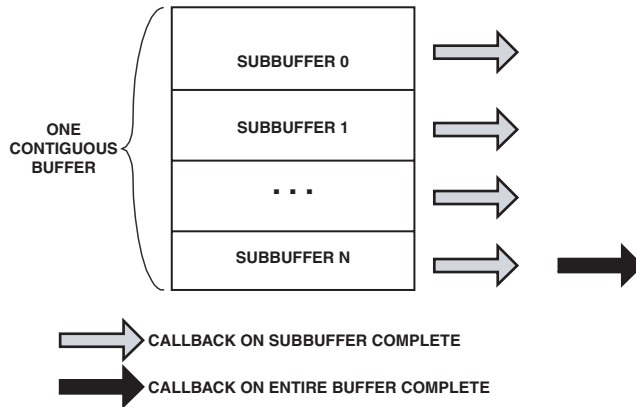 SUBBUFFER 0
ONE
CONTIGUOUS
BUFFER
SUBBUFFER 1
...
SUBBUFFER N
CALLBACK ON SUBBUFFER COMPLETE
CALLBACK ON ENTIRE BUFFER COMPLETE